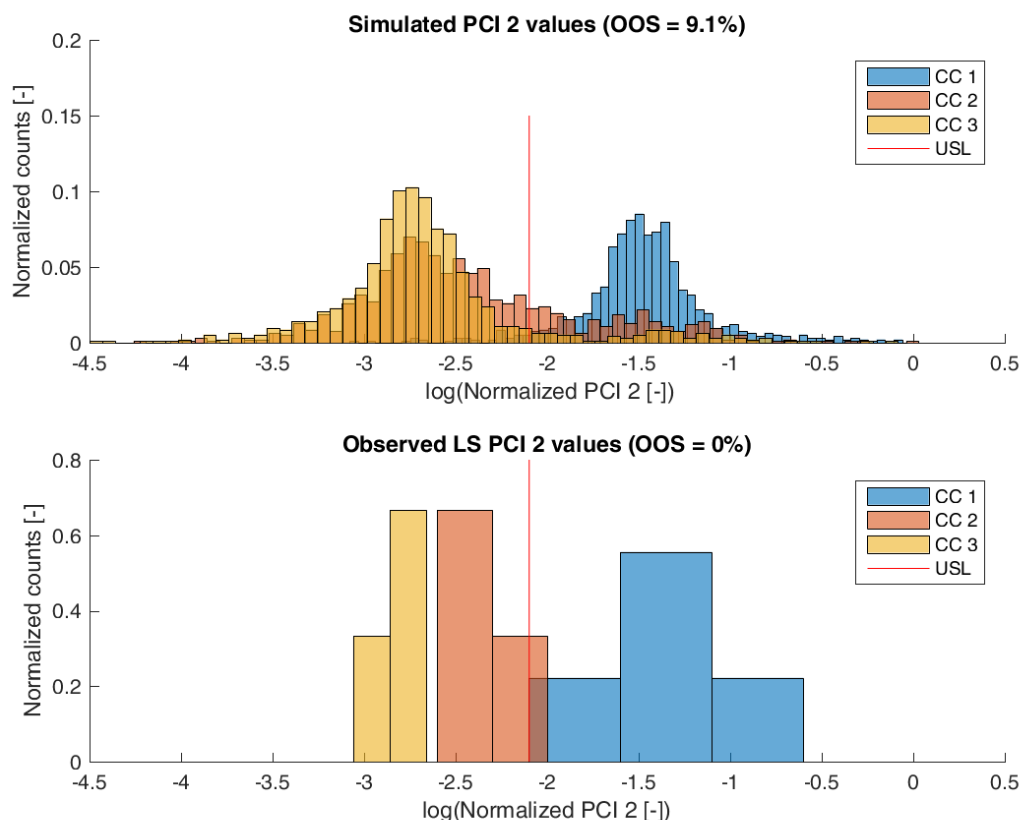 Simulated PCI 2 values (OOS = 9.1%)
Normalized counts [-]
0.2
0.15
0.1
0.05
0
-4.5 -4 -3.5 -3 -2.5 -2 -1.5 -1 -0.5 0 0.5
log(Normalized PCI 2 [-])
CC 1
CC 2
CC 3
USL
Observed LS PCI 2 values (OOS = 0%)
Normalized counts [-]
0.8
0.6
0.4
0.2
0
-4.5 -4 -3.5 -3 -2.5 -2 -1.5 -1 -0.5 0 0.5
log(Normalized PCI 2 [-])
CC 1
CC 2
CC 3
USL